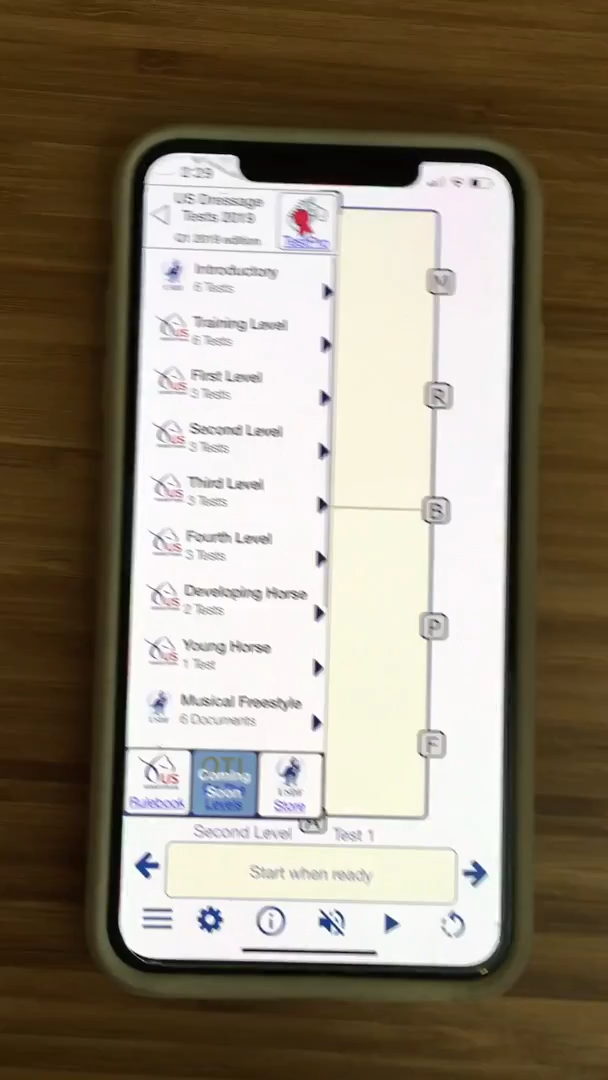 US Dressage
Tests 2019
Q1 2019 edition
TestPro
Introductory
6 Tests
Training Level
6 Tests
First Level
3 Tests
Second Level
3 Tests
Third Level
3 Tests
Fourth Level
3 Tests
Developing Horse
2 Tests
Young Horse
1 Test
Musical Freestyle
6 Documents
US
Rulebook
Coming
Soon!
Levels
Store
M
R
B
P
F
A
Second Level Test 1
Start when ready